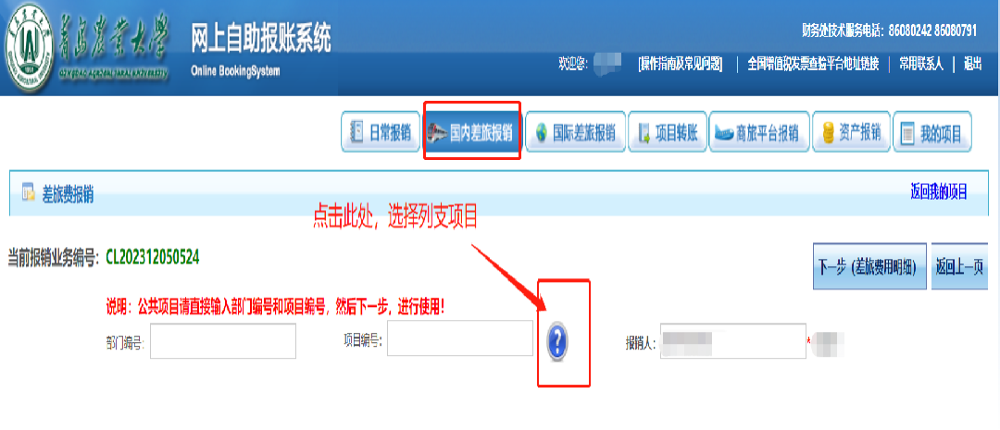 青岛农业大学
网上自助报账系统
Online BookingSystem
财务处技术服务电话：86080242 86080791
欢迎您： [操作指南及常见问题] | 全国增值税发票查验平台地址链接 | 常用联系人 | 退出
日常报销 国内差旅报销 国际差旅报销 项目转账 商旅平台报销 资产报销 我的项目
差旅费报销 返回我的项目
点击此处，选择列支项目
当前报销业务编号：CL202312050524 下一步（差旅费用明细） 返回上一页
说明：公共项目请直接输入部门编号和项目编号，然后下一步，进行使用！
部门编号： 项目编号： ? 报销人： *